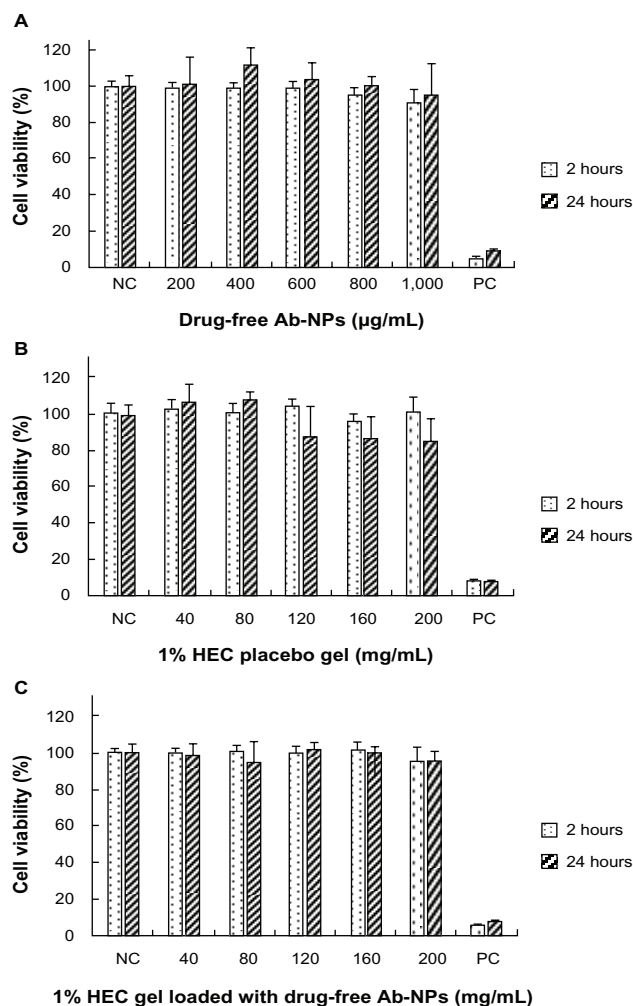 A
120
100
80
60
40
20
0
Cell viability (%)
NC 200 400 600 800 1,000 PC
Drug-free Ab-NPs (µg/mL)
2 hours
24 hours
B
120
100
80
60
40
20
0
Cell viability (%)
NC 40 80 120 160 200 PC
1% HEC placebo gel (mg/mL)
2 hours
24 hours
C
120
100
80
60
40
20
0
Cell viability (%)
NC 40 80 120 160 200 PC
1% HEC gel loaded with drug-free Ab-NPs (mg/mL)
2 hours
24 hours